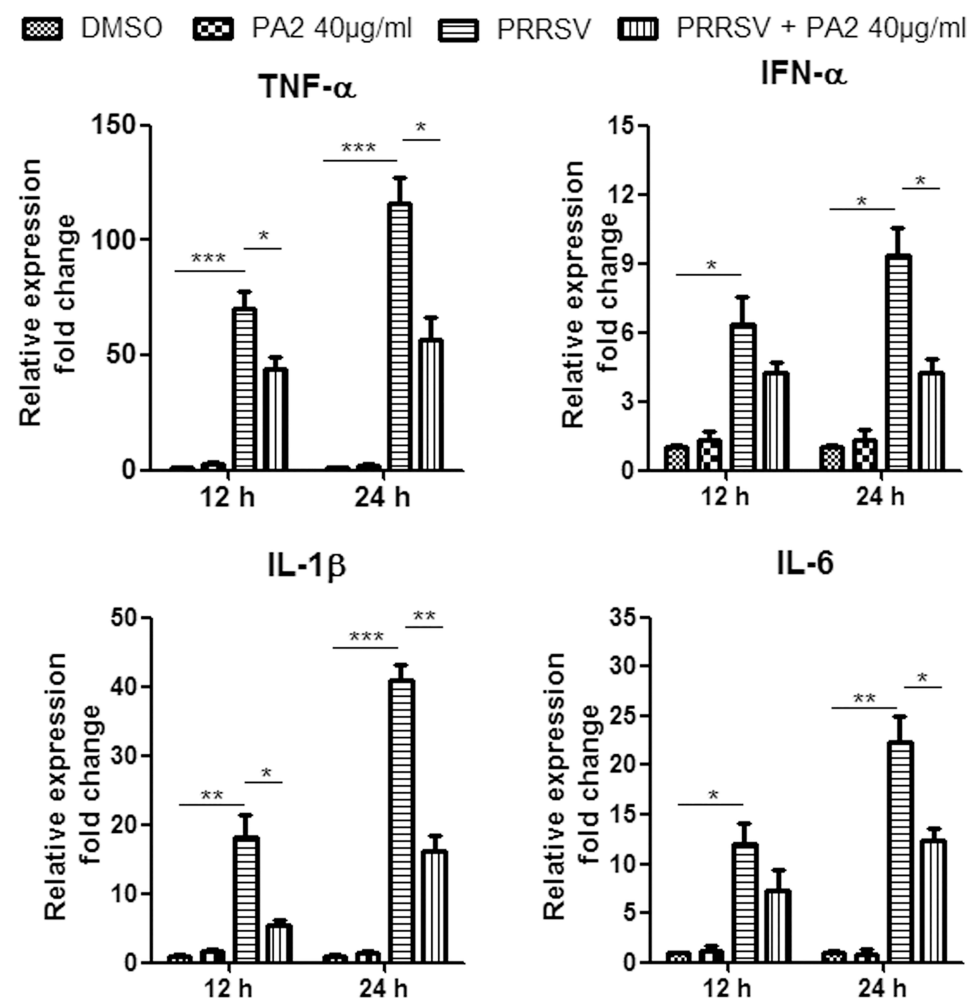 DMSO PA2 40µg/ml PRRSV PRRSV + PA2 40µg/ml
TNF-α
Relative expression
fold change
150
100
50
0
***
*
***
*
12 h 24 h
IFN-α
Relative expression
fold change
15
12
9
6
3
0
*
*
*
12 h 24 h
IL-1β
Relative expression
fold change
50
40
30
20
10
0
**
*
***
**
12 h 24 h
IL-6
Relative expression
fold change
35
30
25
20
15
10
5
0
*
**
*
12 h 24 h